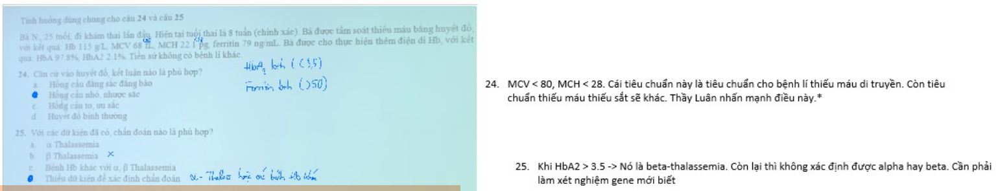 Tình huống dùng chung cho câu 24 và câu 25
Bà N., 25 tuổi, đi khám thai lần đầu. Hiện tại tuổi thai là 8 tuần (chính xác). Bà được tầm soát thiếu máu bằng huyết đồ,
với kết quả: Hb 115 g/L, MCV 68 fL, MCH 22.1 pg, ferritin 79 ng/mL. Bà được cho thực hiện thêm điện di Hb, với kết
quả: HbA 97.8%, HbA2 2.1%. Tiền sử không có bệnh lí khác.
HbA₂ bth (<3,5)
24. Căn cứ vào huyết đồ, kết luận nào là phù hợp?
Ferritin bth (>50)
a. Hồng cầu đẳng sắc đẳng bào
Hồng cầu nhỏ, nhược sắc
c. Hồng cầu to, ưu sắc
d. Huyết đồ bình thường
25. Với các dữ kiện đã có, chẩn đoán nào là phù hợp?
a. α Thalassemia
b. β Thalassemia x
c. Bệnh Hb khác với α, β Thalassemia
Thiếu dữ kiện để xác định chẩn đoán α-Thalass hoặc các bệnh Hb khác
24. MCV < 80, MCH < 28. Cái tiêu chuẩn này là tiêu chuẩn cho bệnh lí thiếu máu di truyền. Còn tiêu
chuẩn thiếu máu thiếu sắt sẽ khác. Thầy Luân nhấn mạnh điều này.*
25. Khi HbA2 > 3.5 -> Nó là beta-thalassemia. Còn lại thì không xác định được alpha hay beta. Cần phải
làm xét nghiệm gene mới biết